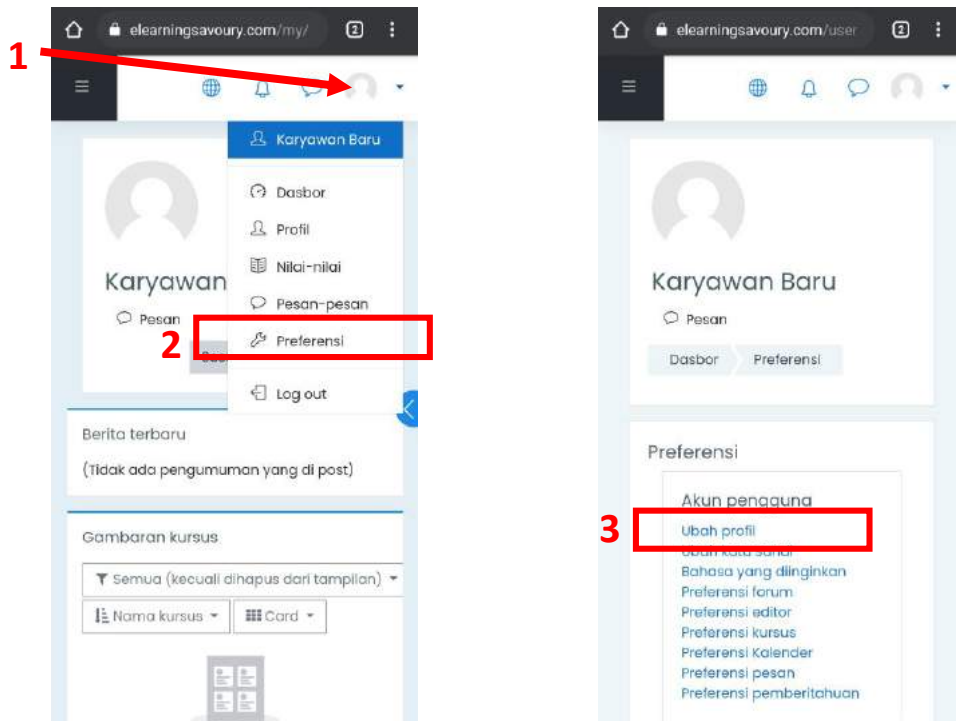 elearningsavoury.com/my/
2
1
Karyawan Baru
Dasbor
Profil
Nilai-nilai
Pesan-pesan
Preferensi
Log out
Karyawan
Pesan
2
Berita terbaru
(Tidak ada pengumuman yang di post)
Gambaran kursus
Semua (kecuali dihapus dari tampilan)
Nama kursus
Card
elearningsavoury.com/user
2
Karyawan Baru
Pesan
Dasbor
Preferensi
Preferensi
Akun pengguna
3
Ubah profil
Ubah kata sandi
Bahasa yang diinginkan
Preferensi forum
Preferensi editor
Preferensi kursus
Preferensi Kalender
Preferensi pesan
Preferensi pemberitahuan